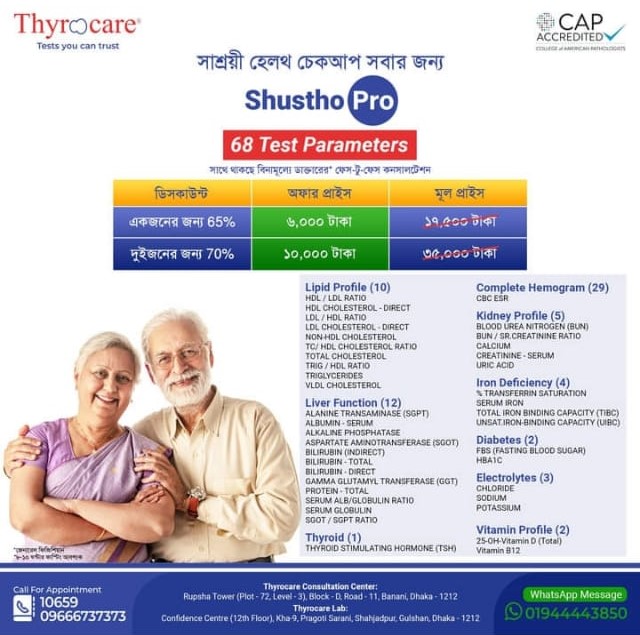 Thyrocare®
Tests you can trust
CAP
ACCREDITED
COLLEGE of AMERICAN PATHOLOGISTS
সাশ্রয়ী হেলথ চেকআপ সবার জন্য
Shustho Pro
68 Test Parameters
সাথে থাকছে বিনামূল্যে ডাক্তারের* ফেস-টু-ফেস কনসালটেশন
ডিসকাউন্ট অফার প্রাইস মূল প্রাইস
একজনের জন্য 65% ৬,০০০ টাকা ১৭,৫০০ টাকা
দুইজনের জন্য 70% ১০,০০০ টাকা ৩৫,০০০ টাকা
Lipid Profile (10)
HDL / LDL RATIO
HDL CHOLESTEROL - DIRECT
LDL / HDL RATIO
LDL CHOLESTEROL - DIRECT
NON-HDL CHOLESTEROL
TC/ HDL CHOLESTEROL RATIO
TOTAL CHOLESTEROL
TRIG / HDL RATIO
TRIGLYCERIDES
VLDL CHOLESTEROL
Liver Function (12)
ALANINE TRANSAMINASE (SGPT)
ALBUMIN - SERUM
ALKALINE PHOSPHATASE
ASPARTATE AMINOTRANSFERASE (SGOT)
BILIRUBIN (INDIRECT)
BILIRUBIN - TOTAL
BILIRUBIN - DIRECT
GAMMA GLUTAMYL TRANSFERASE (GGT)
PROTEIN - TOTAL
SERUM ALB/GLOBULIN RATIO
SERUM GLOBULIN
SGOT / SGPT RATIO
Thyroid (1)
THYROID STIMULATING HORMONE (TSH)
Complete Hemogram (29)
CBC ESR
Kidney Profile (5)
BLOOD UREA NITROGEN (BUN)
BUN / SR.CREATININE RATIO
CALCIUM
CREATININE - SERUM
URIC ACID
Iron Deficiency (4)
% TRANSFERRIN SATURATION
SERUM IRON
TOTAL IRON-BINDING CAPACITY (TIBC)
UNSAT.IRON-BINDING CAPACITY (UIBC)
Diabetes (2)
FBS (FASTING BLOOD SUGAR)
HBA1C
Electrolytes (3)
CHLORIDE
SODIUM
POTASSIUM
Vitamin Profile (2)
25-OH-Vitamin D (Total)
Vitamin B12
*জেনারেল ফিজিশিয়ান
*৮-১২ ঘন্টার ফাস্টিং আবশ্যক
Call For Appointment
10659
09666737373
Thyrocare Consultation Center:
Rupsha Tower (Plot - 72, Level - 3), Block - D, Road - 11, Banani, Dhaka - 1212
Thyrocare Lab:
Confidence Centre (12th Floor), Kha-9, Pragoti Sarani, Shahjadpur, Gulshan, Dhaka - 1212
WhatsApp Message
01944443850